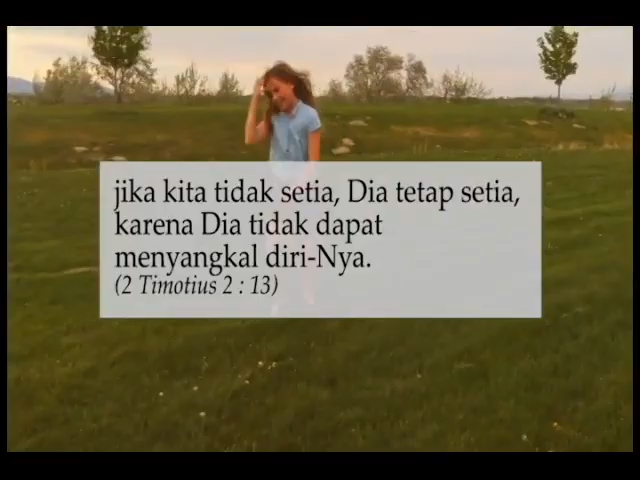 jika kita tidak setia, Dia tetap setia,
karena Dia tidak dapat
menyangkal diri-Nya.
(2 Timotius 2 : 13)